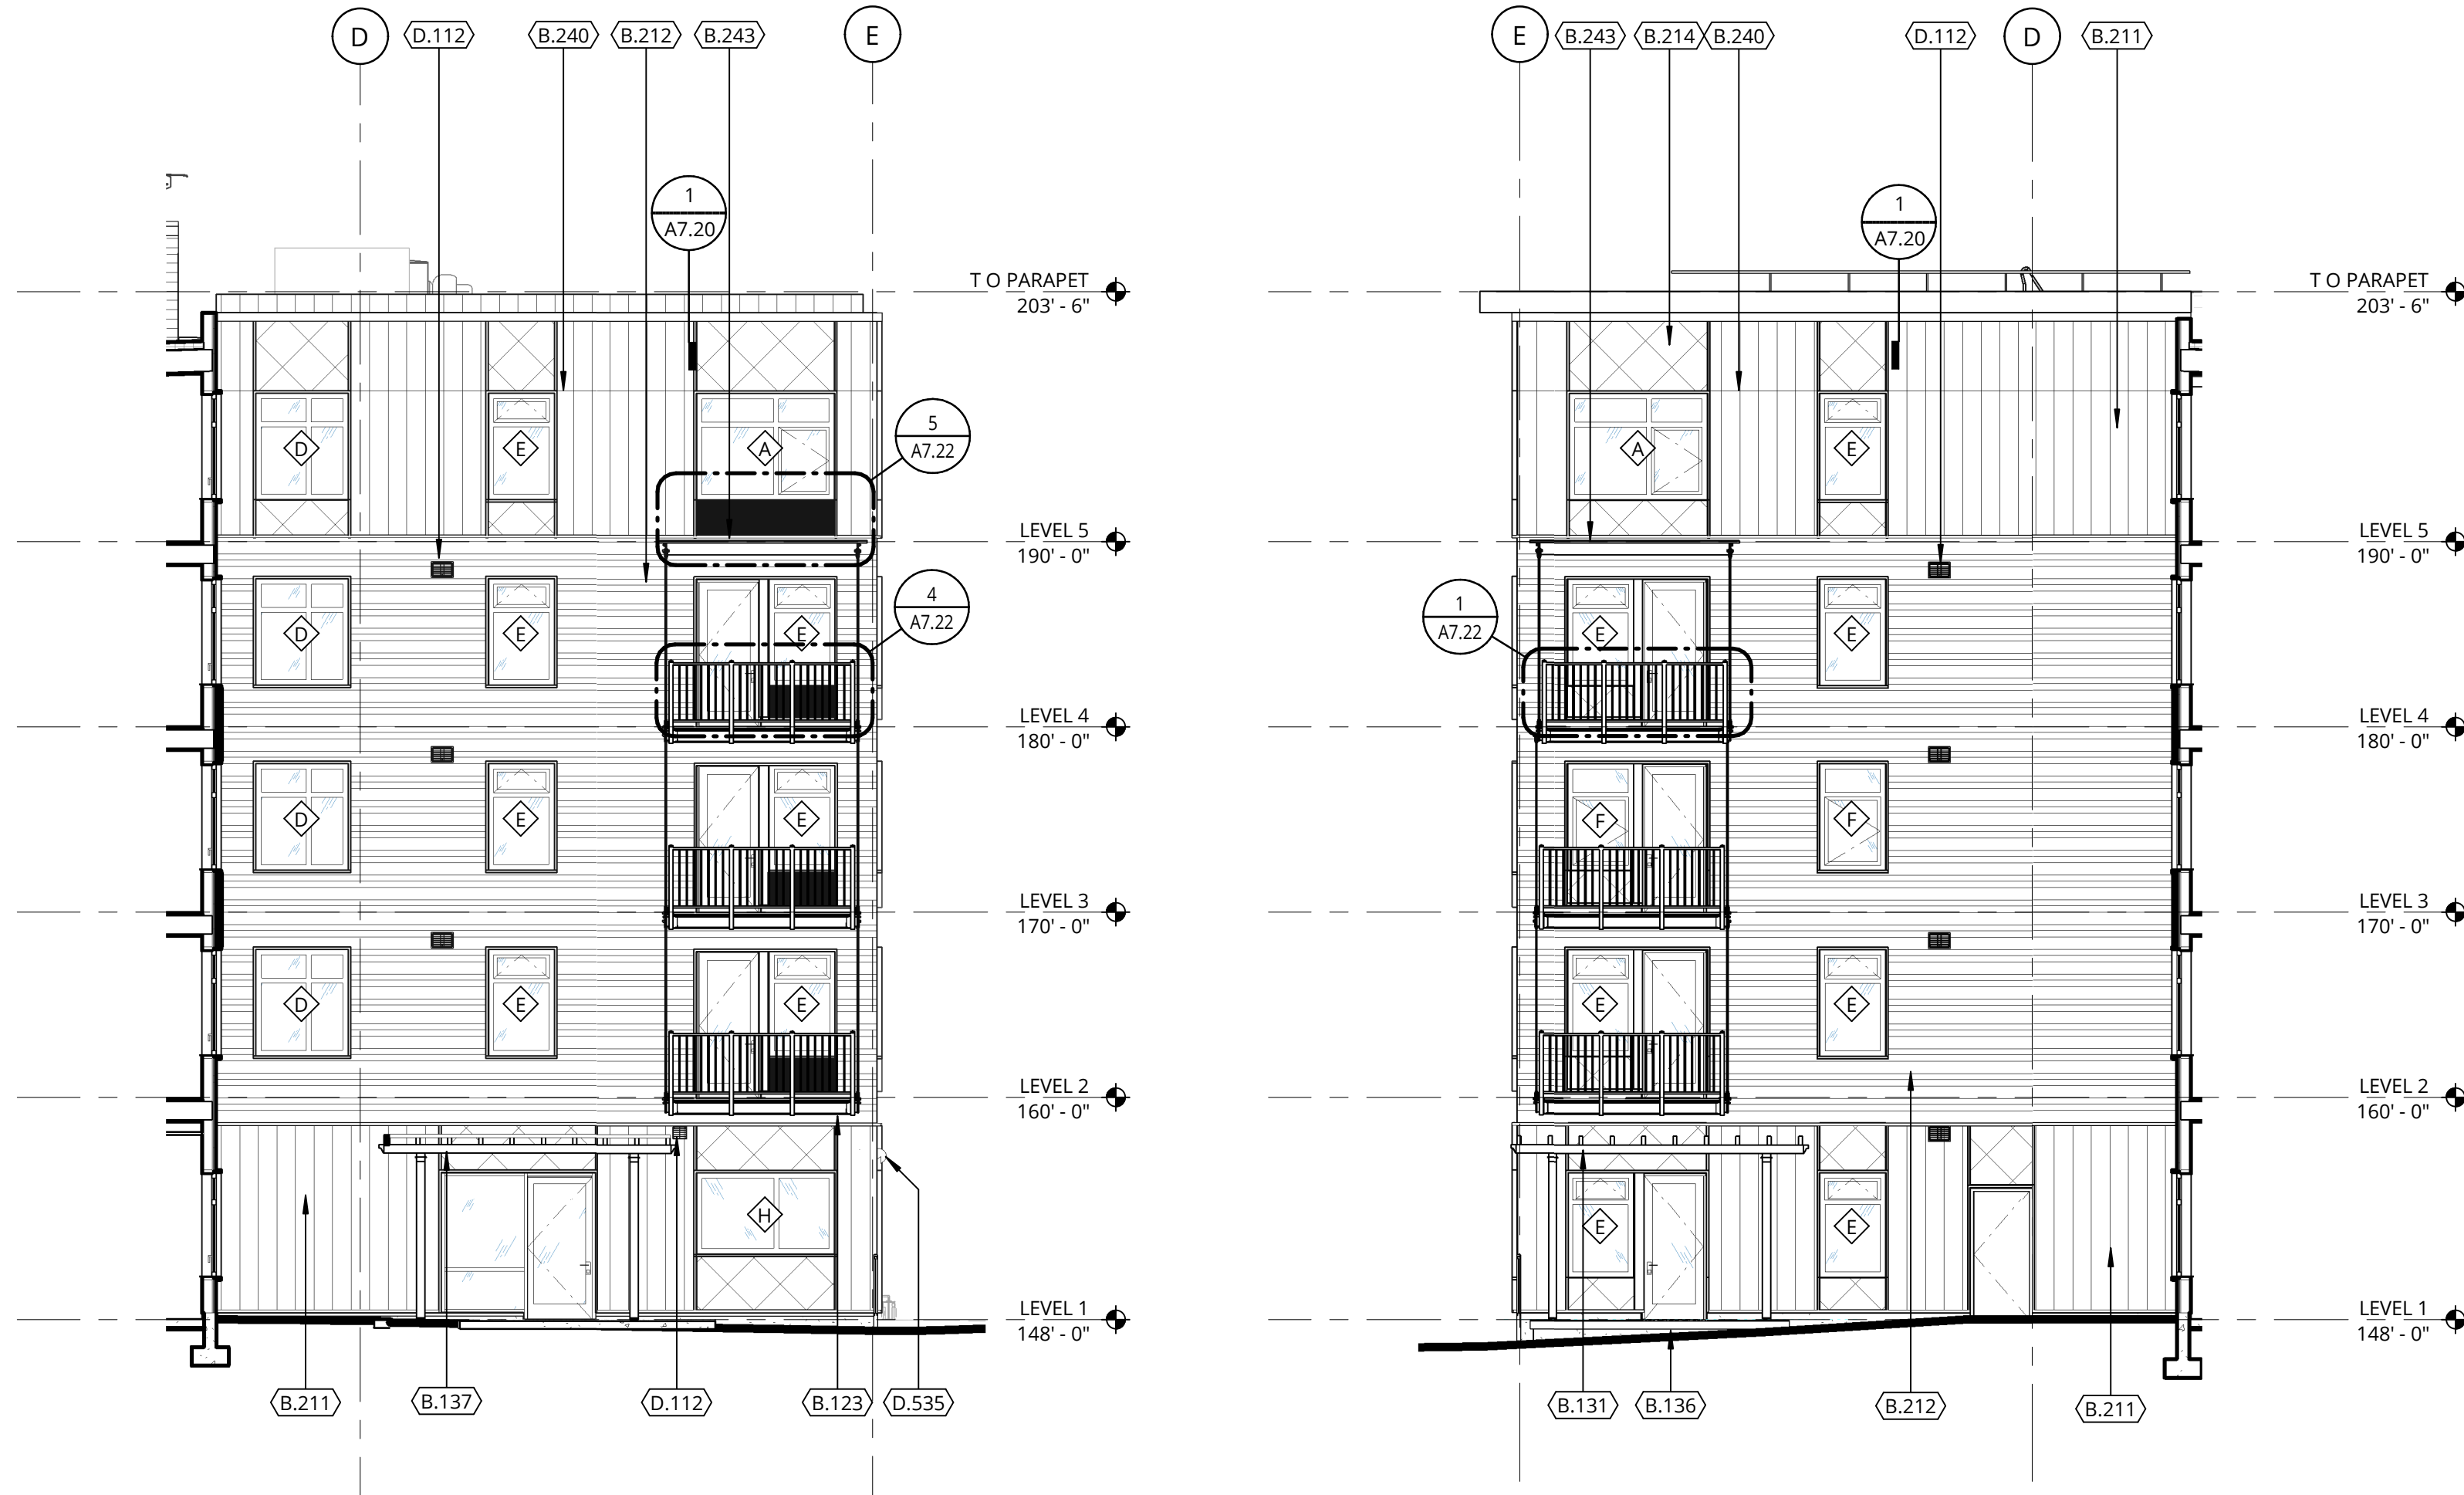 D
D.112
B.240
B.212
B.243
E
E
B.243
B.214
B.240
D.112
D
B.211
1
A7.20
1
A7.20
T O PARAPET
203' - 6"
T O PARAPET
203' - 6"
5
A7.22
D
E
A
A
E
LEVEL 5
190' - 0"
LEVEL 5
190' - 0"
4
A7.22
1
A7.22
D
E
E
E
E
LEVEL 4
180' - 0"
LEVEL 4
180' - 0"
D
E
E
F
F
LEVEL 3
170' - 0"
LEVEL 3
170' - 0"
D
E
E
E
E
LEVEL 2
160' - 0"
LEVEL 2
160' - 0"
H
E
E
LEVEL 1
148' - 0"
LEVEL 1
148' - 0"
B.211
B.137
D.112
B.123
D.535
B.131
B.136
B.212
B.211